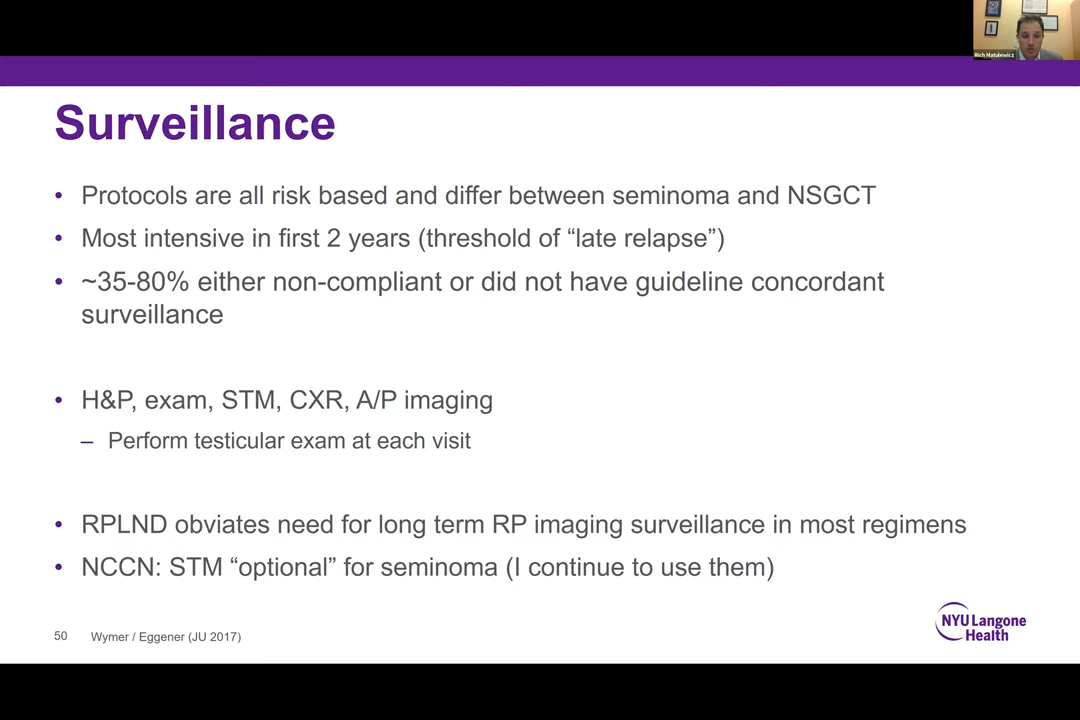 Rich Matulewicz
Surveillance
• Protocols are all risk based and differ between seminoma and NSGCT
• Most intensive in first 2 years (threshold of “late relapse”)
• ~35-80% either non-compliant or did not have guideline concordant
surveillance
• H&P, exam, STM, CXR, A/P imaging
– Perform testicular exam at each visit
• RPLND obviates need for long term RP imaging surveillance in most regimens
• NCCN: STM “optional” for seminoma (I continue to use them)
50 Wymer / Eggener (JU 2017)
NYU Langone
Health